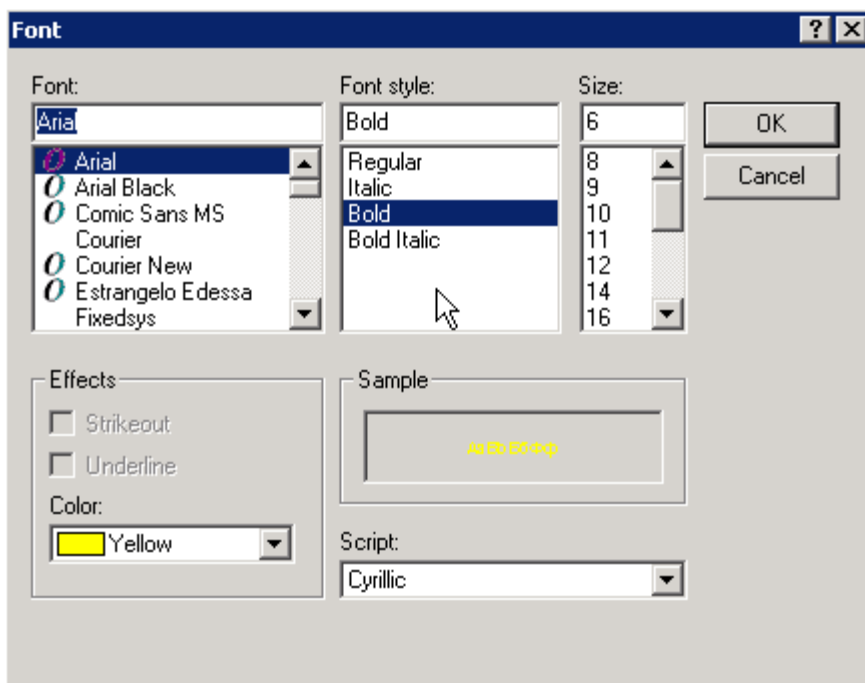 Font
Font:
Font style:
Size:
Arial
Bold
6
OK
Cancel
Arial
Arial Black
Comic Sans MS
Courier
Courier New
Estrangelo Edessa
Fixedsys
Regular
Italic
Bold
Bold Italic
8
9
10
11
12
14
16
Effects
Strikeout
Underline
Color:
Yellow
Sample
АаBbБбФф
Script:
Cyrillic